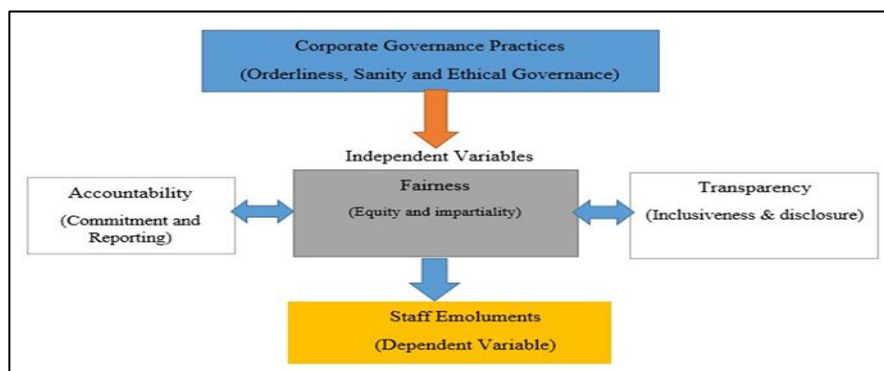 Corporate Governance Practices
(Orderliness, Sanity and Ethical Governance)
Independent Variables
Accountability
(Commitment and
Reporting)
Fairness
(Equity and impartiality)
Transparency
(Inclusiveness & disclosure)
Staff Emoluments
(Dependent Variable)